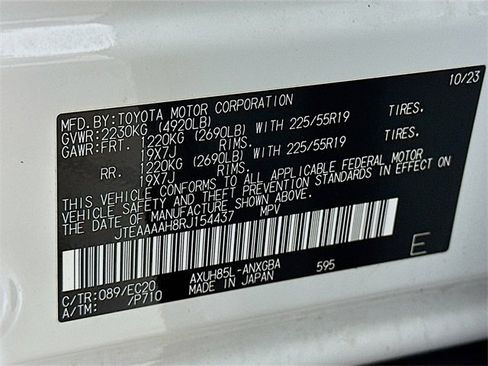 MFD.BY:TOYOTA MOTOR CORPORATION 10/23
GVWR:2230KG (4920LB)
GAWR:FRT. 1220KG (2690LB) WITH 225/55R19 TIRES.
19X7J RIMS.
RR. 1220KG (2690LB) WITH 225/55R19 TIRES.
19X7J RIMS.
THIS VEHICLE CONFORMS TO ALL APPLICABLE FEDERAL MOTOR
VEHICLE SAFETY AND THEFT PREVENTION STANDARDS IN EFFECT ON
THE DATE OF MANUFACTURE SHOWN ABOVE.
JTEAAAAH8RJ154437 MPV
E
C/TR:089/EC20 AXUH85L-ANXGBA 595
A/TM: 7P710 MADE IN JAPAN